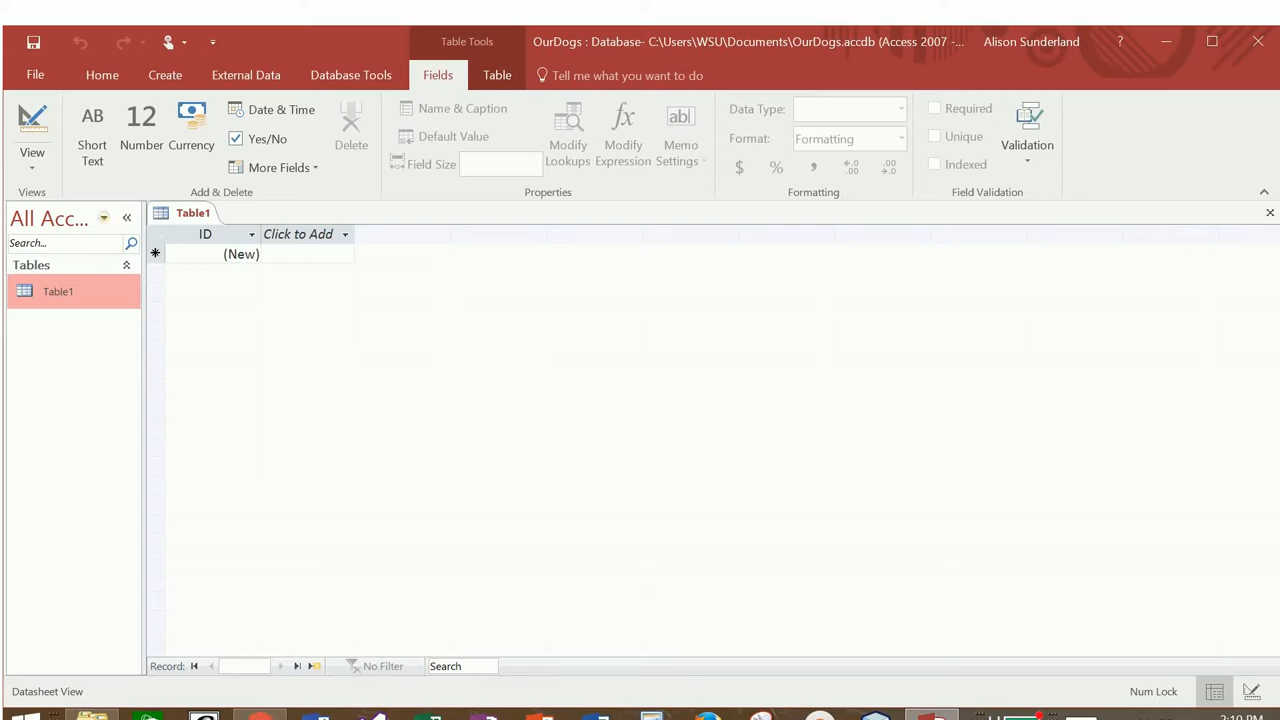 Table Tools
OurDogs : Database- C:\Users\WSU\Documents\OurDogs.accdb (Access 2007 -...
Alison Sunderland
?
File
Home
Create
External Data
Database Tools
Fields
Table
Tell me what you want to do
View
Views
AB
Short
Text
12
Number
Currency
Date & Time
Yes/No
More Fields
Delete
Add & Delete
Name & Caption
Default Value
Field Size
Modify
Lookups
fx
Modify
Expression
ab|
Memo
Settings
Properties
Data Type:
Format:
Formatting
$
%
,
←.0
.00
.00
→.0
Formatting
Required
Unique
Indexed
Validation
Field Validation
All Acc...
Search...
Tables
Table1
Table1
ID
Click to Add
(New)
Record:
No Filter
Search
Datasheet View
Num Lock